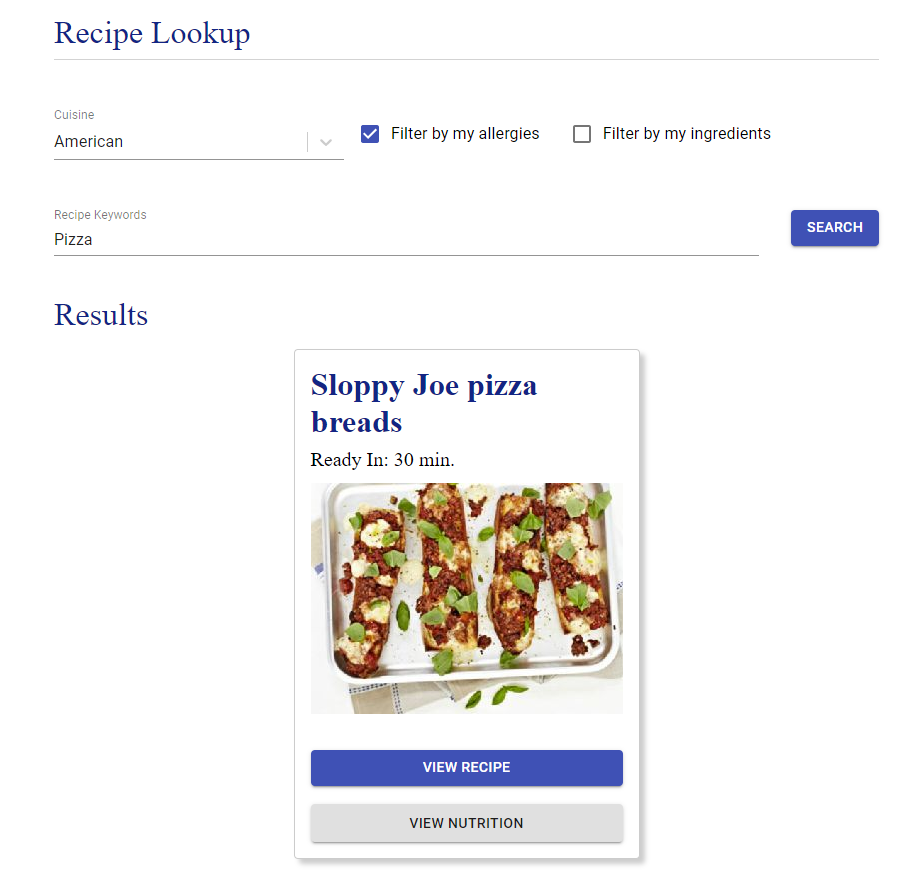 Recipe Lookup
Cuisine
American
Filter by my allergies
Filter by my ingredients
Recipe Keywords
Pizza
SEARCH
Results
Sloppy Joe pizza
breads
Ready In: 30 min.
VIEW RECIPE
VIEW NUTRITION